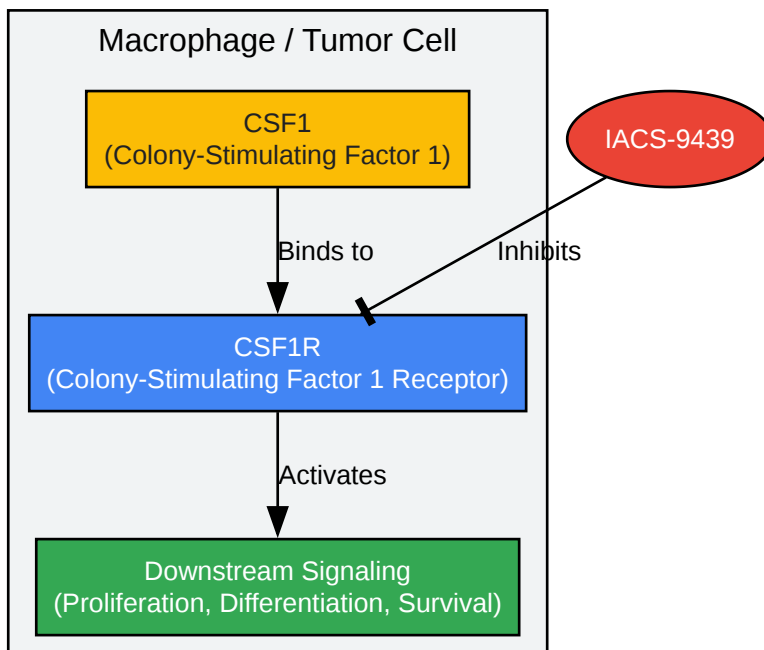 Macrophage / Tumor Cell
CSF1
(Colony-Stimulating Factor 1)
IACS-9439
Binds to
Inhibits
CSF1R
(Colony-Stimulating Factor 1 Receptor)
Activates
Downstream Signaling
(Proliferation, Differentiation, Survival)